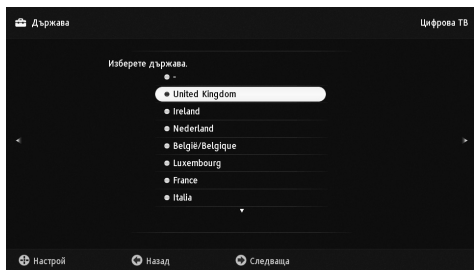 Държава
Цифрова ТВ
Изберете държава.
-
United Kingdom
Ireland
Nederland
België/Belgique
Luxembourg
France
Italia
Настрой
Назад
Следваща